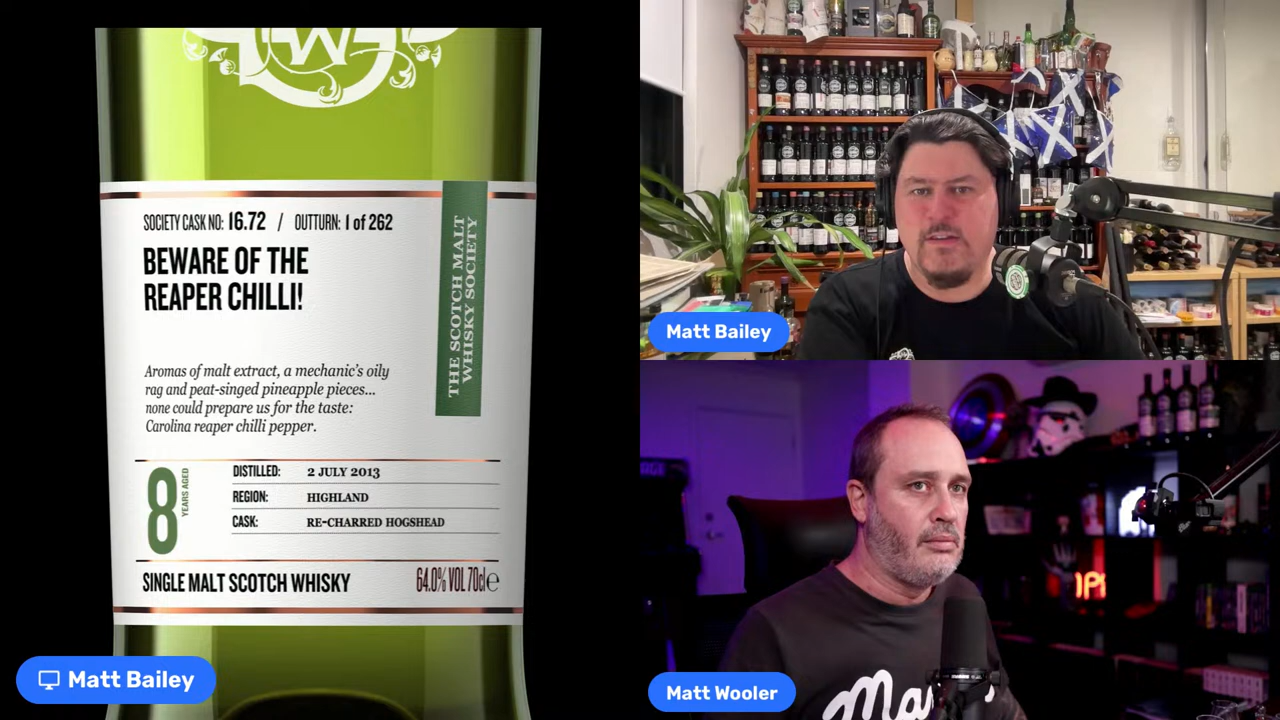 SOCIETY CASK NO: 16.72 / OUTTURN: 1 of 262
BEWARE OF THE
REAPER CHILLI!
THE SCOTCH MALT
WHISKY SOCIETY
Aromas of malt extract, a mechanic's oily
rag and peat-singed pineapple pieces...
none could prepare us for the taste:
Carolina reaper chilli pepper.
8
YEARS AGED
DISTILLED: 2 JULY 2013
REGION: HIGHLAND
CASK: RE-CHARRED HOGSHEAD
SINGLE MALT SCOTCH WHISKY 64.0% VOL 70cl e
Matt Bailey
Matt Bailey
Matt Wooler